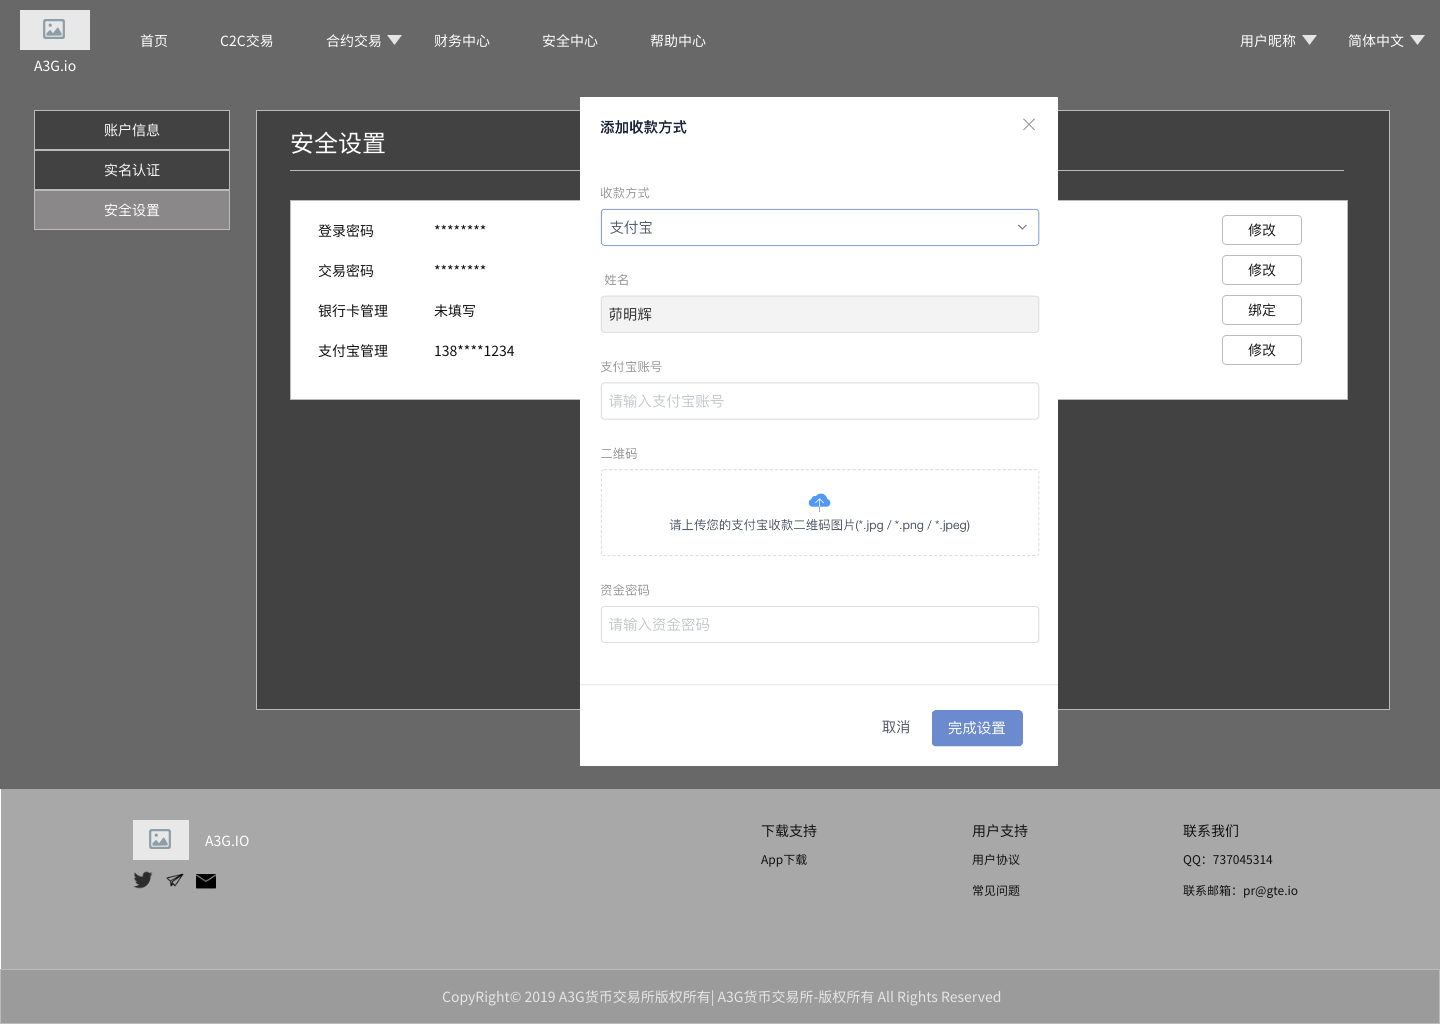 首页
C2C交易
合约交易
财务中心
安全中心
帮助中心
用户昵称
简体中文
A3G.io
账户信息
实名认证
安全设置
安全设置
登录密码 ********
修改
交易密码 ********
修改
银行卡管理 未填写
绑定
支付宝管理 138****1234
修改
添加收款方式
收款方式
支付宝
姓名
茆明辉
支付宝账号
请输入支付宝账号
二维码
请上传您的支付宝收款二维码图片(*.jpg / *.png / *.jpeg)
资金密码
请输入资金密码
取消
完成设置
A3G.IO
下载支持
App下载
用户支持
用户协议
常见问题
联系我们
QQ：737045314
联系邮箱：pr@gte.io
CopyRight© 2019 A3G货币交易所版权所有| A3G货币交易所-版权所有 All Rights Reserved